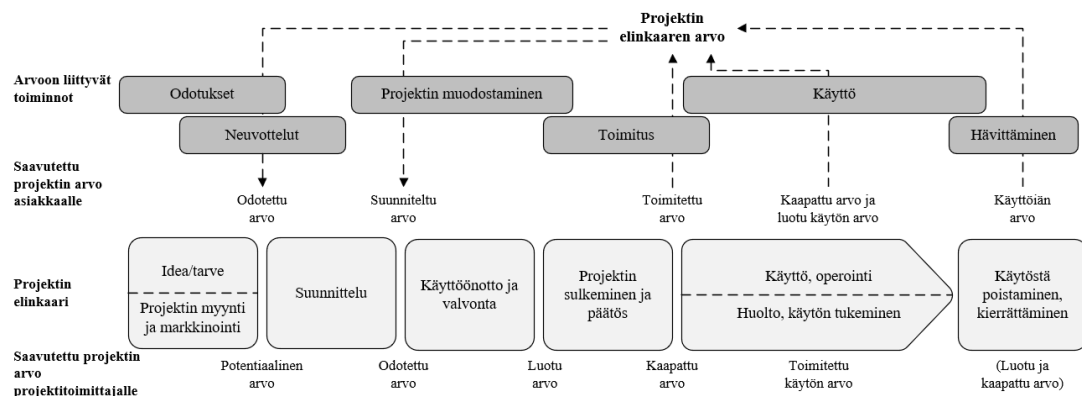 Projektin
elinkaaren arvo
Arvoon liittyvät
toiminnot
Odotukset
Projektin muodostaminen
Käyttö
Neuvottelut
Toimitus
Hävittäminen
Saavutettu
projektin arvo
asiakkaalle
Odotettu
arvo
Suunniteltu
arvo
Toimitettu
arvo
Kaapattu arvo ja
luotu käytön arvo
Käyttöiän
arvo
Projektin
elinkaari
Idea/tarve
Projektin myynti
ja markkinointi
Suunnittelu
Käyttöönotto ja
valvonta
Projektin
sulkeminen ja
päätös
Käyttö, operointi
Huolto, käytön tukeminen
Käytöstä
poistaminen,
kierrättäminen
Saavutettu projektin
arvo
projektitoimittajalle
Potentiaalinen
arvo
Odotettu
arvo
Luotu
arvo
Kaapattu
arvo
Toimitettu
käytön arvo
(Luotu ja
kaapattu arvo)